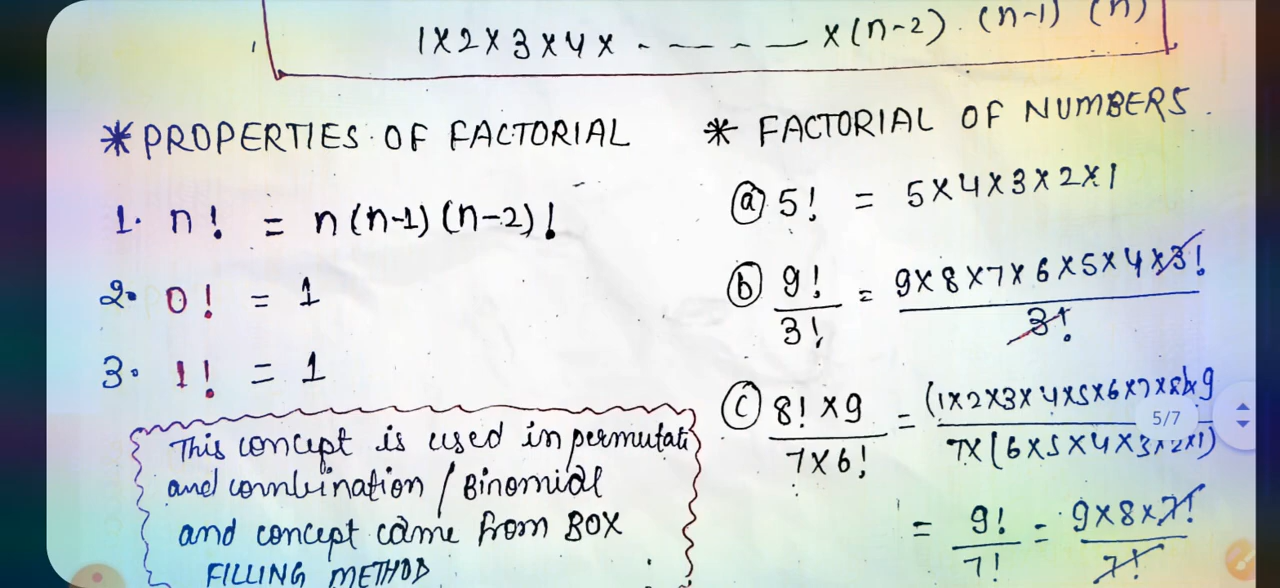 1×2×3×4× - - - - - ×(n-2) . (n-1) (n)
* PROPERTIES OF FACTORIAL
1. n! = n(n-1)(n-2)!
2. 0! = 1
3. 1! = 1
This concept is used in permutati
and combination / Binomial
and concept came from BOX
FILLING METHOD
* FACTORIAL OF NUMBERS.
(a) 5! = 5×4×3×2×1
(b) 9!/3! = 9×8×7×6×5×4×3!/3!
(c) 8!×9/7×6! = (1×2×3×4×5×6×7×8)×9/7×(6×5×4×3×2×1)
5/7
= 9!/7! = 9×8×7!/7!